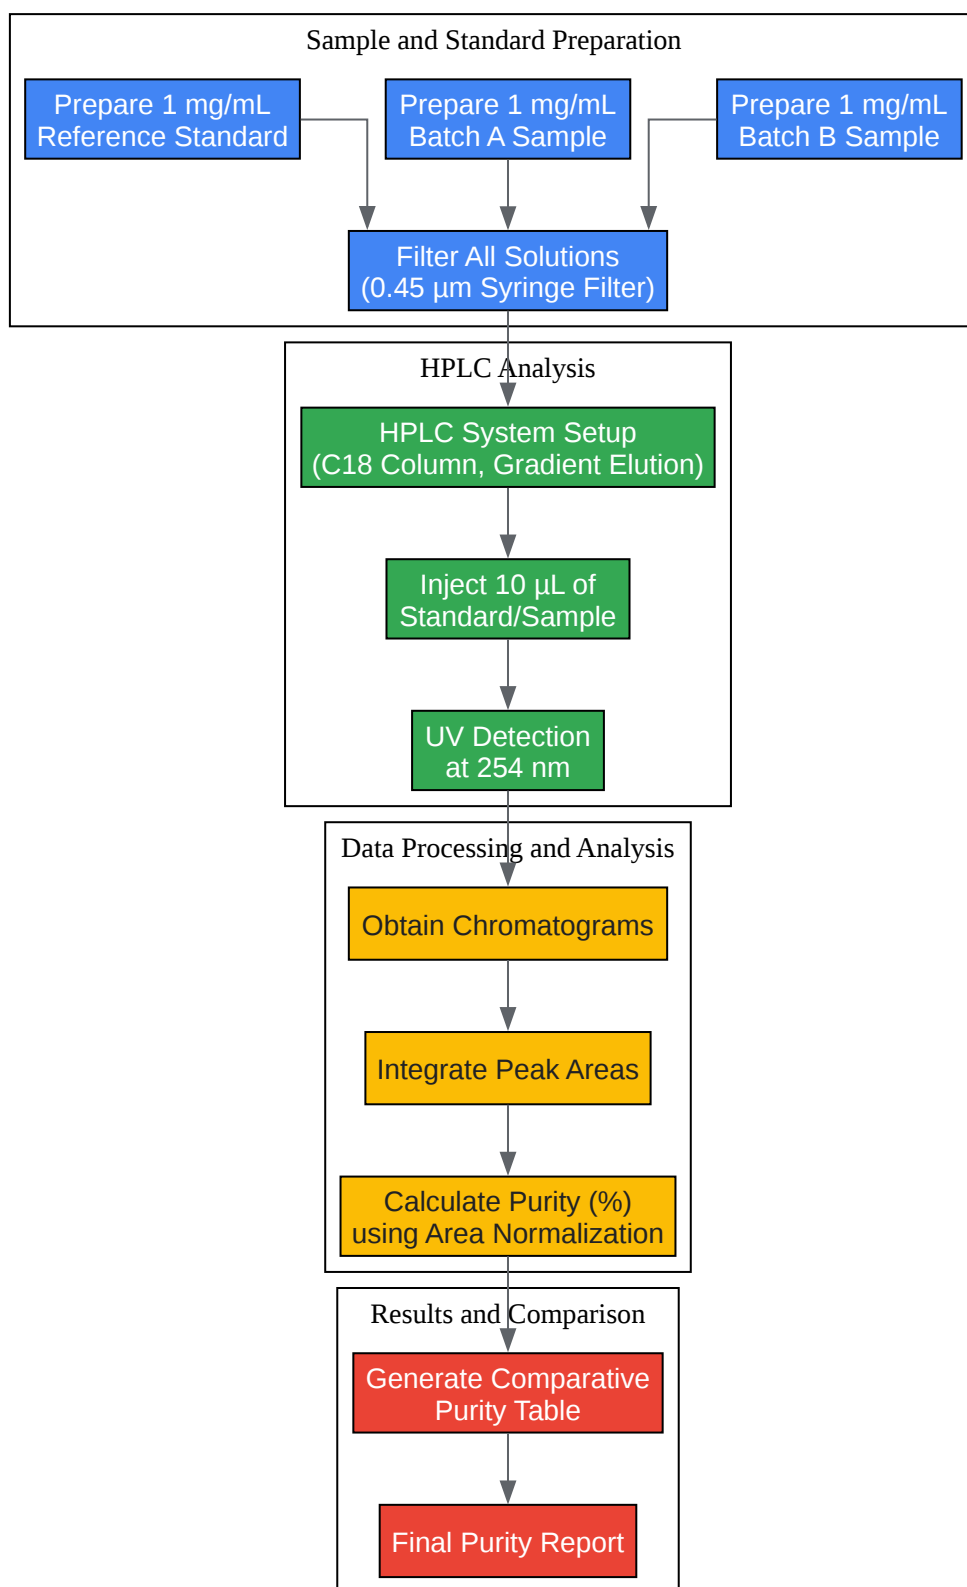 Sample and Standard Preparation
Prepare 1 mg/mL
Reference Standard
Prepare 1 mg/mL
Batch A Sample
Prepare 1 mg/mL
Batch B Sample
Filter All Solutions
(0.45 µm Syringe Filter)
HPLC Analysis
HPLC System Setup
(C18 Column, Gradient Elution)
Inject 10 µL of
Standard/Sample
UV Detection
at 254 nm
Data Processing and Analysis
Obtain Chromatograms
Integrate Peak Areas
Calculate Purity (%)
using Area Normalization
Results and Comparison
Generate Comparative
Purity Table
Final Purity Report